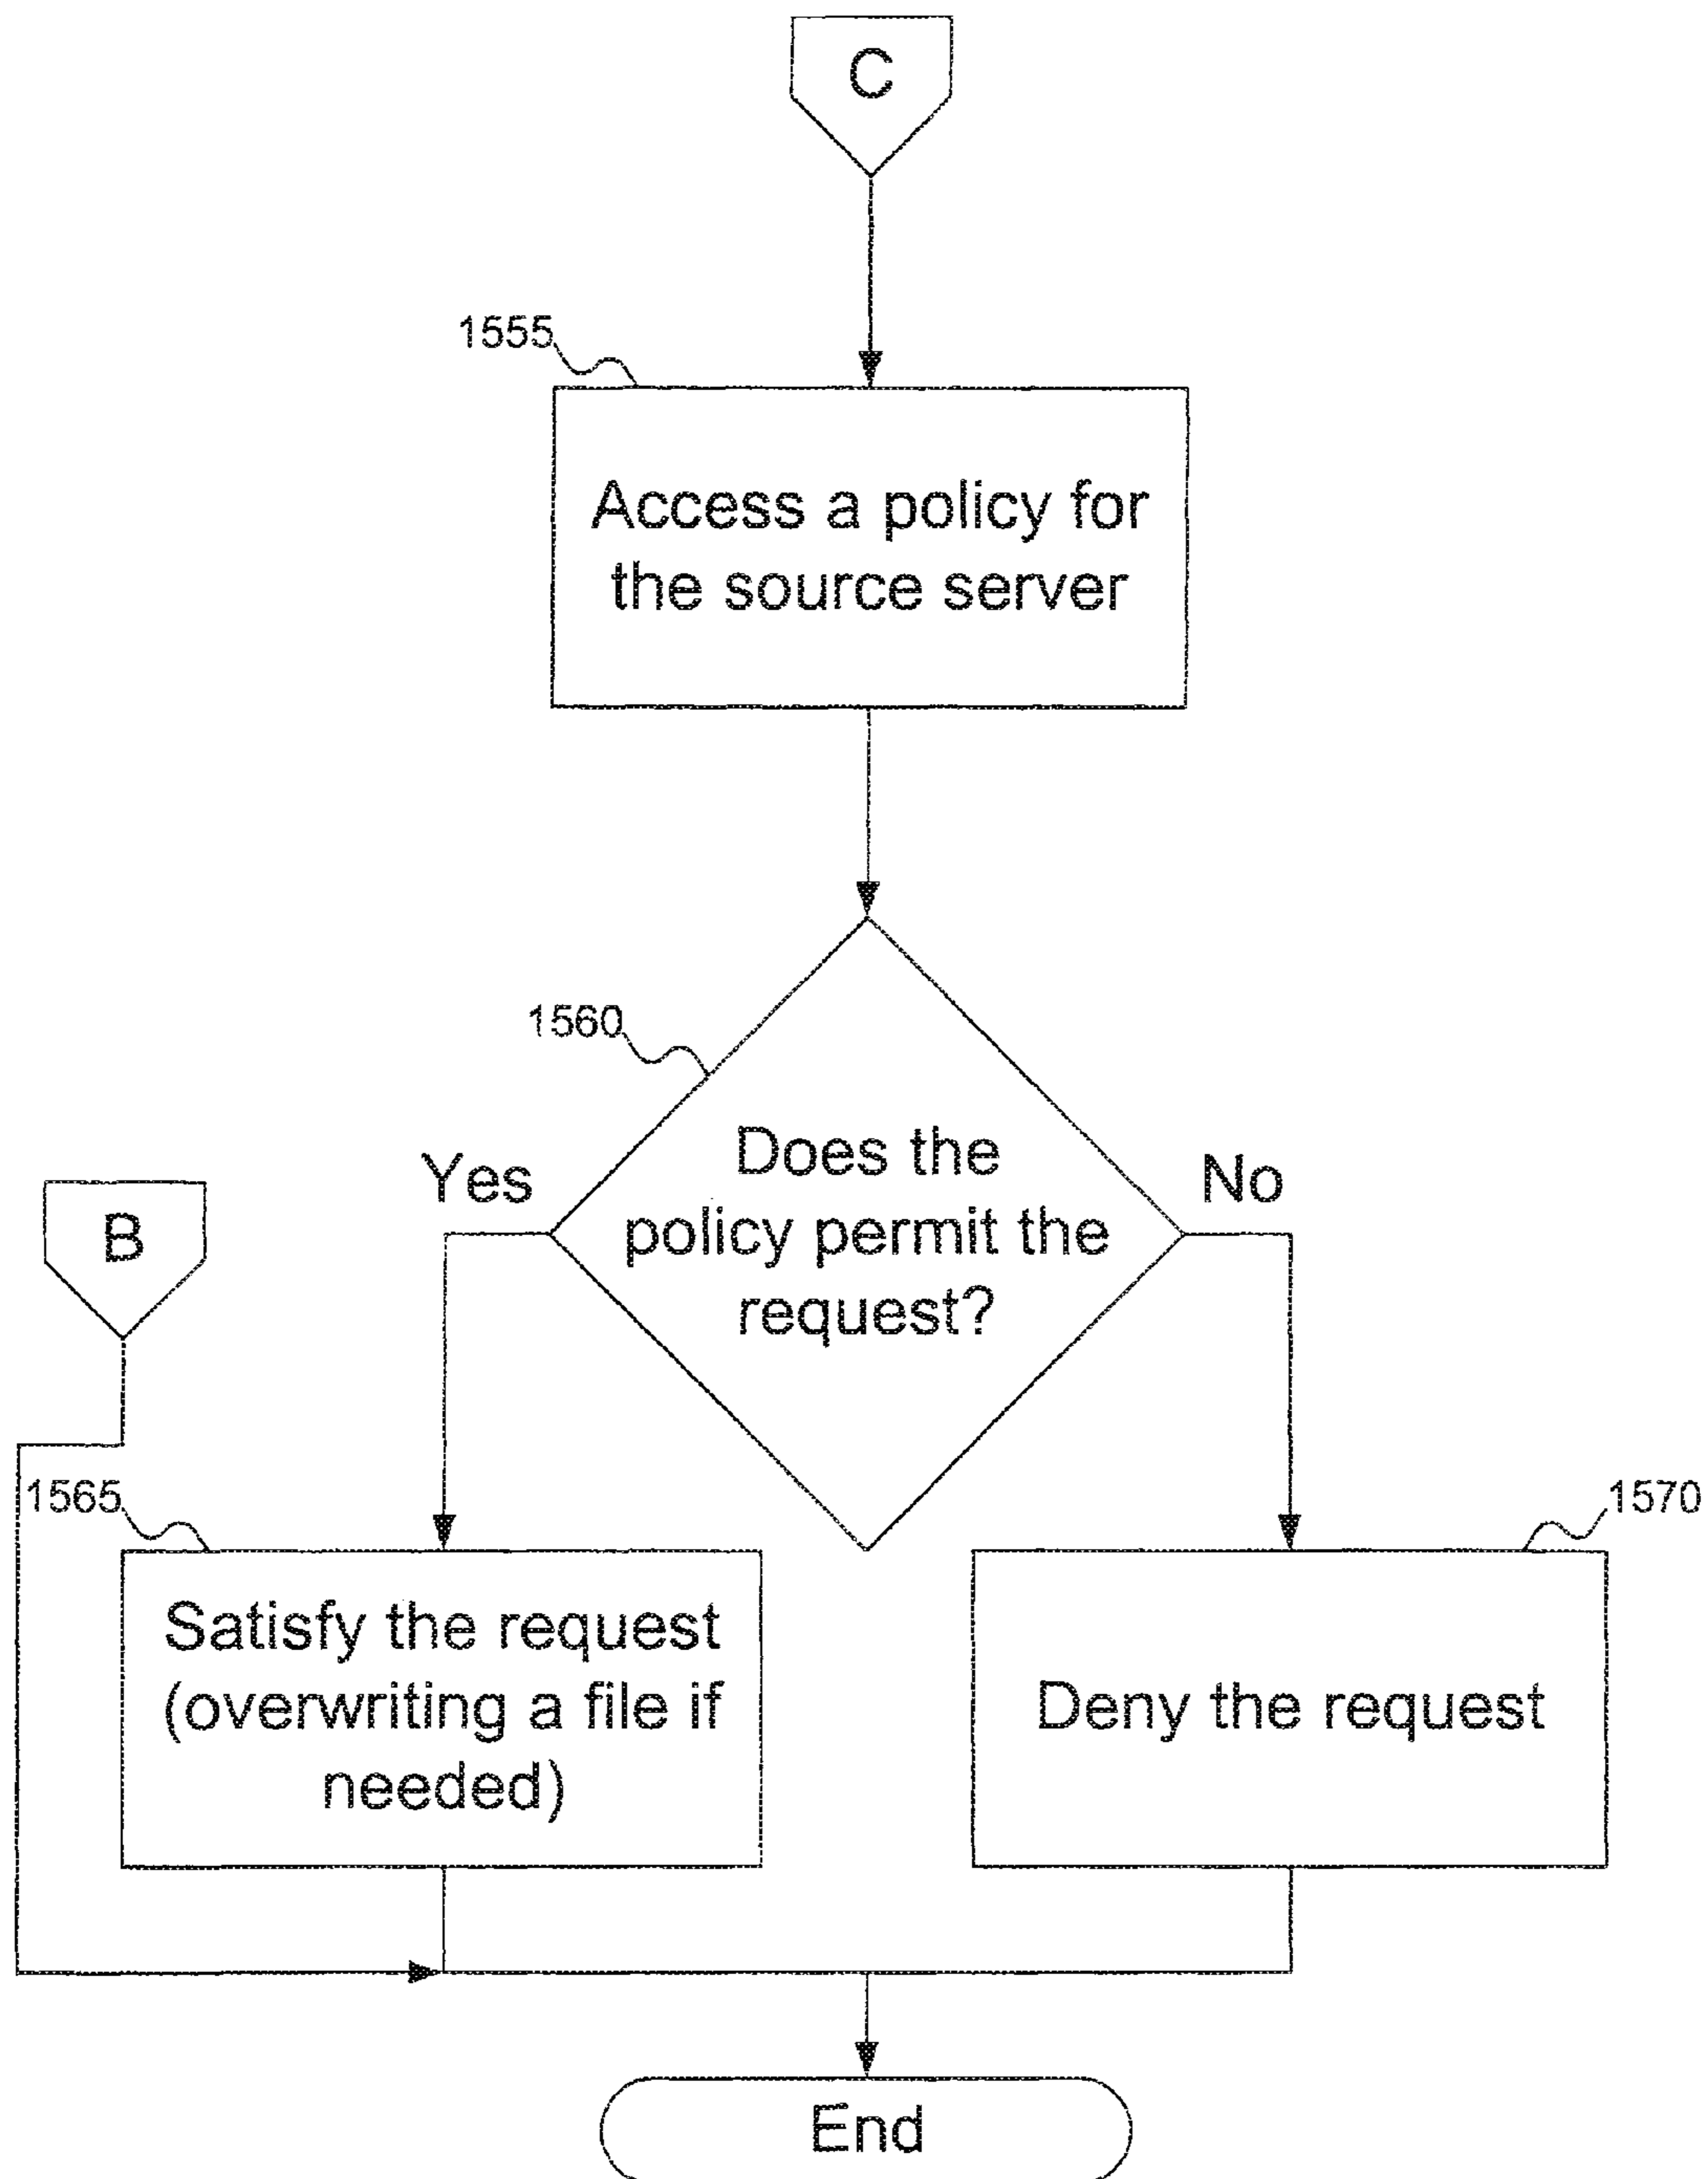 C
1555
Access a policy for
the source server
1560
Does the
policy permit the
request?
Yes
No
B
1565
Satisfy the request
(overwriting a file if
needed)
1570
Deny the request
End